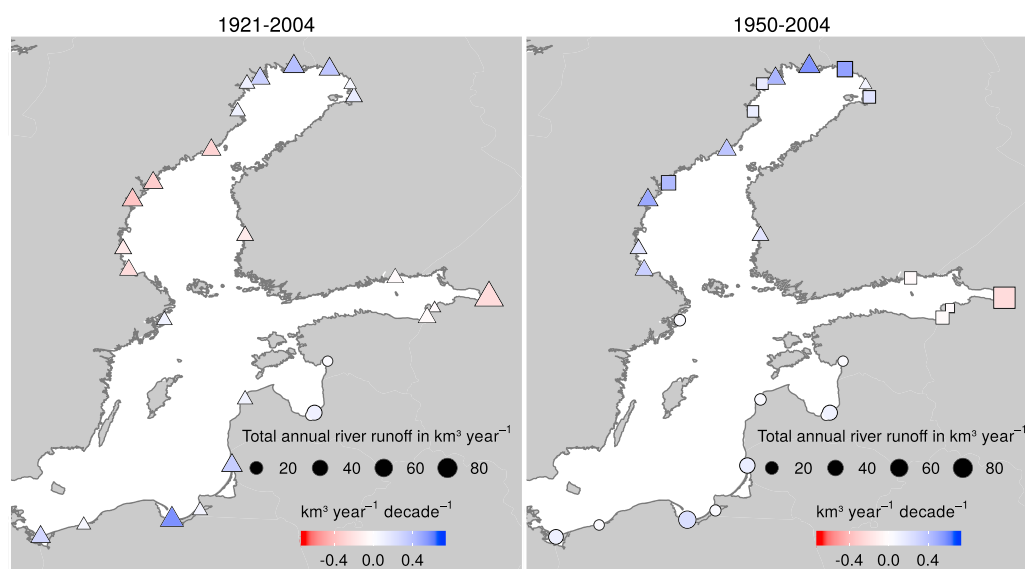 1921-2004
1950-2004
Total annual river runoff in km³ year⁻¹
20 40 60 80
km³ year⁻¹ decade⁻¹
-0.4 0.0 0.4
Total annual river runoff in km³ year⁻¹
20 40 60 80
km³ year⁻¹ decade⁻¹
-0.4 0.0 0.4